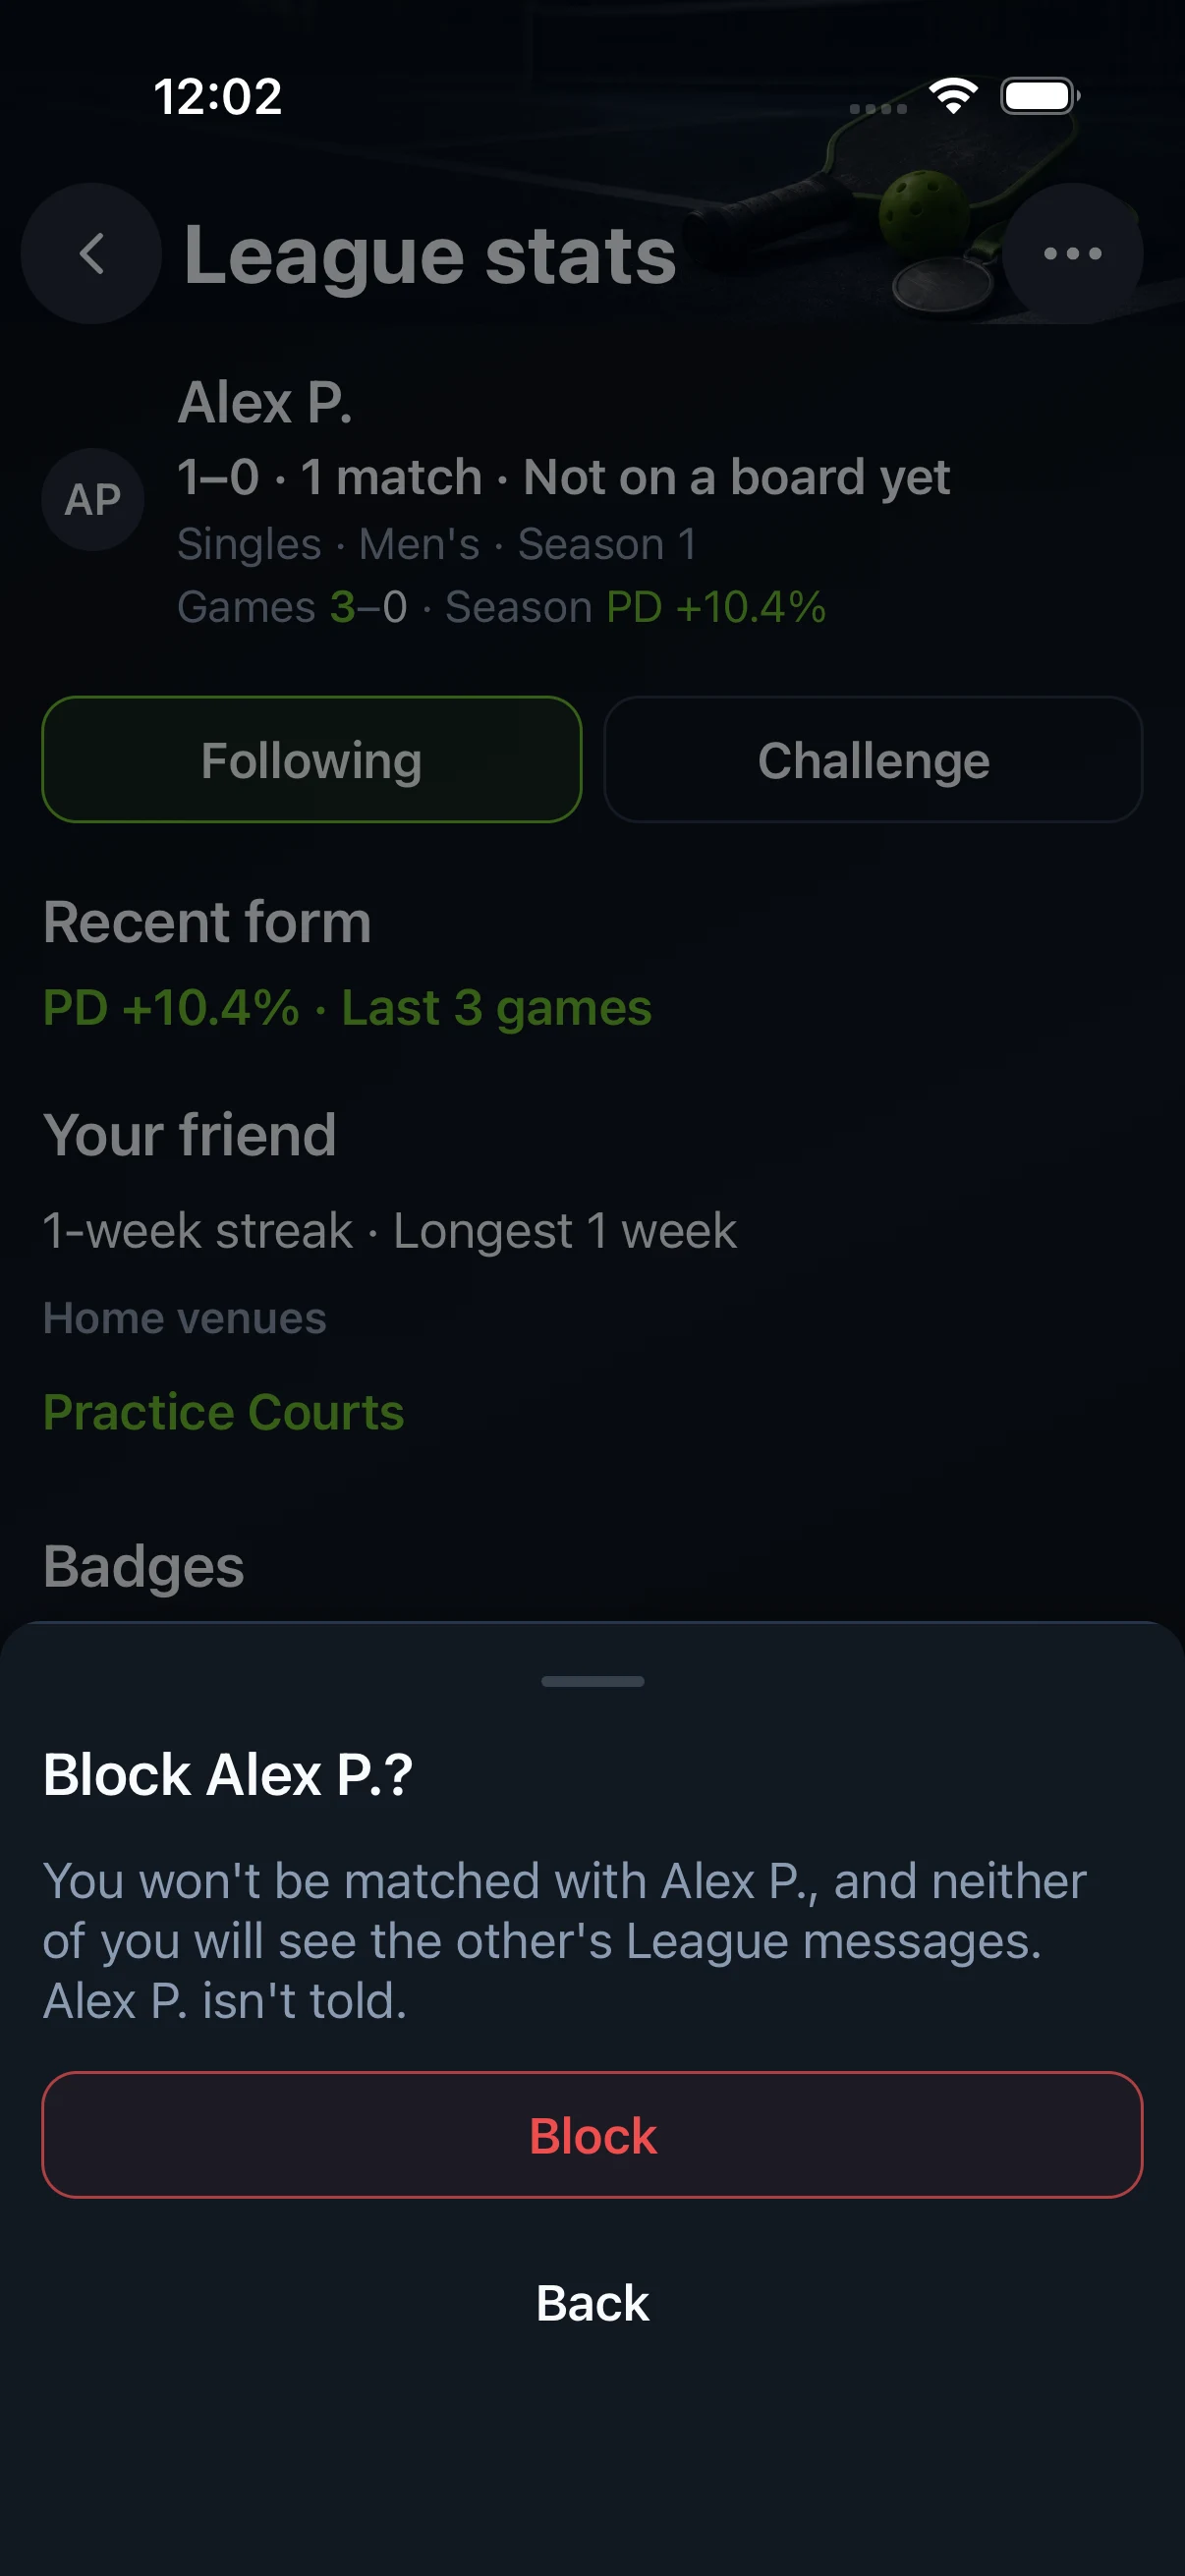 12:02
League stats
Alex P.
AP
1–0 · 1 match · Not on a board yet
Singles · Men's · Season 1
Games 3–0 · Season PD +10.4%
Following
Challenge
Recent form
PD +10.4% · Last 3 games
Your friend
1-week streak · Longest 1 week
Home venues
Practice Courts
Badges
Block Alex P.?
You won't be matched with Alex P., and neither
of you will see the other's League messages.
Alex P. isn't told.
Block
Back